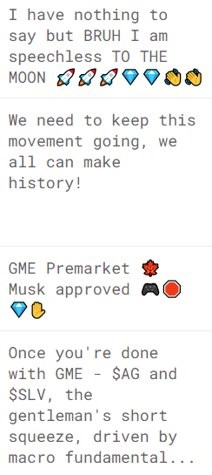 I have nothing to
say but BRUH I am
speechless TO THE
MOON 🚀🚀🚀💎💎👏👏
We need to keep this
movement going, we
all can make
history!
GME Premarket 🍁
Musk approved 🎮🛑
💎✋
Once you're done
with GME - $AG and
$SLV, the
gentleman's short
squeeze, driven by
macro fundamental...